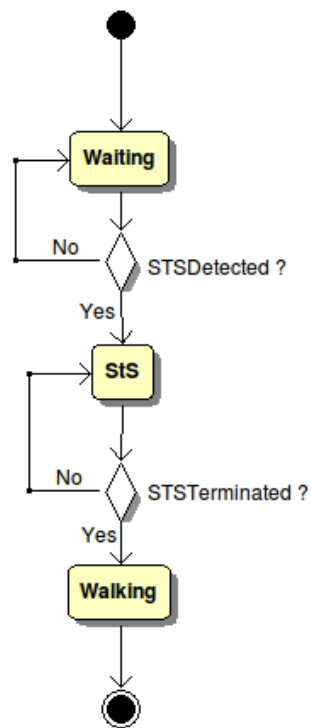 Waiting
No
STSDetected ?
Yes
StS
No
STSTerminated ?
Yes
Walking